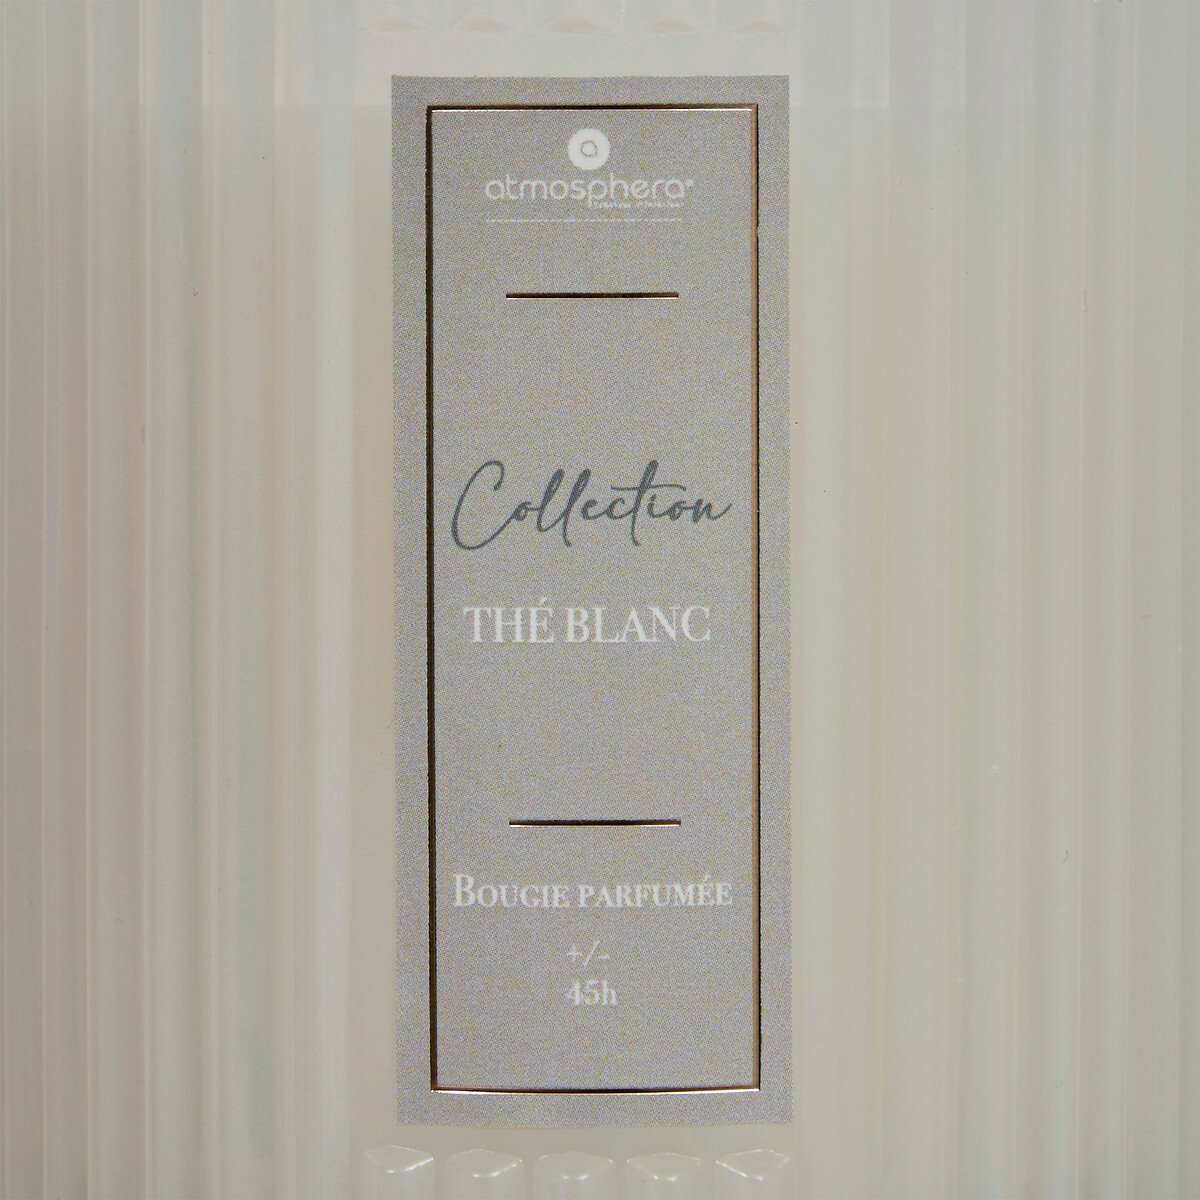 atmosphera
Collection
THÉ BLANC
BOUGIE PARFUMÉE
+/-
45h